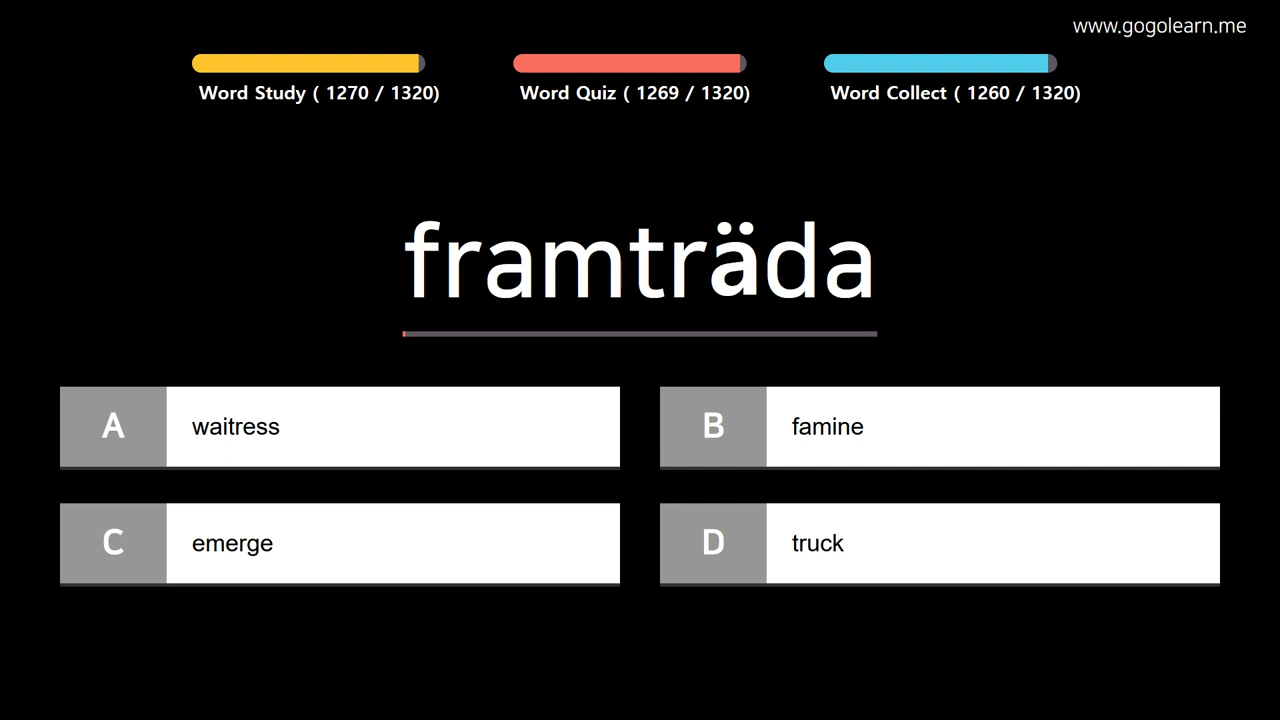 www.gogolearn.me
Word Study ( 1270 / 1320)
Word Quiz ( 1269 / 1320)
Word Collect ( 1260 / 1320)
framträda
A waitress
B famine
C emerge
D truck